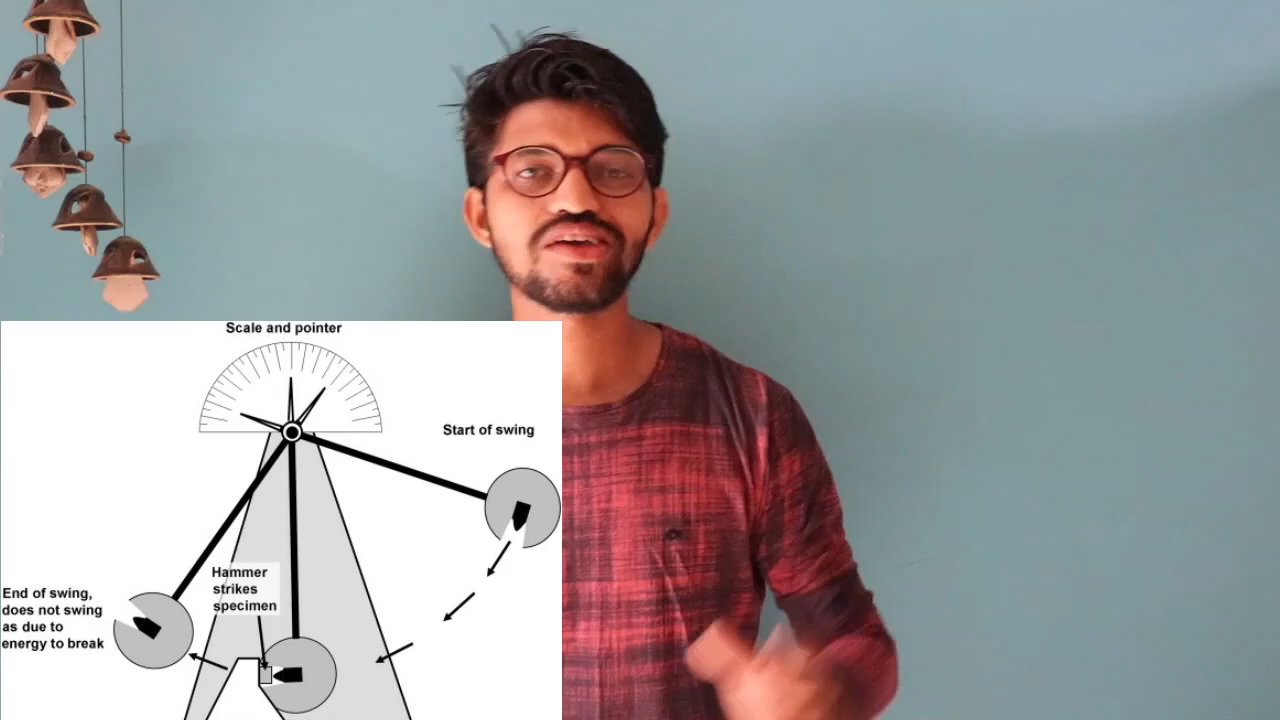 Scale and pointer
Start of swing
Hammer
strikes
specimen
End of swing,
does not swing
as due to
energy to break